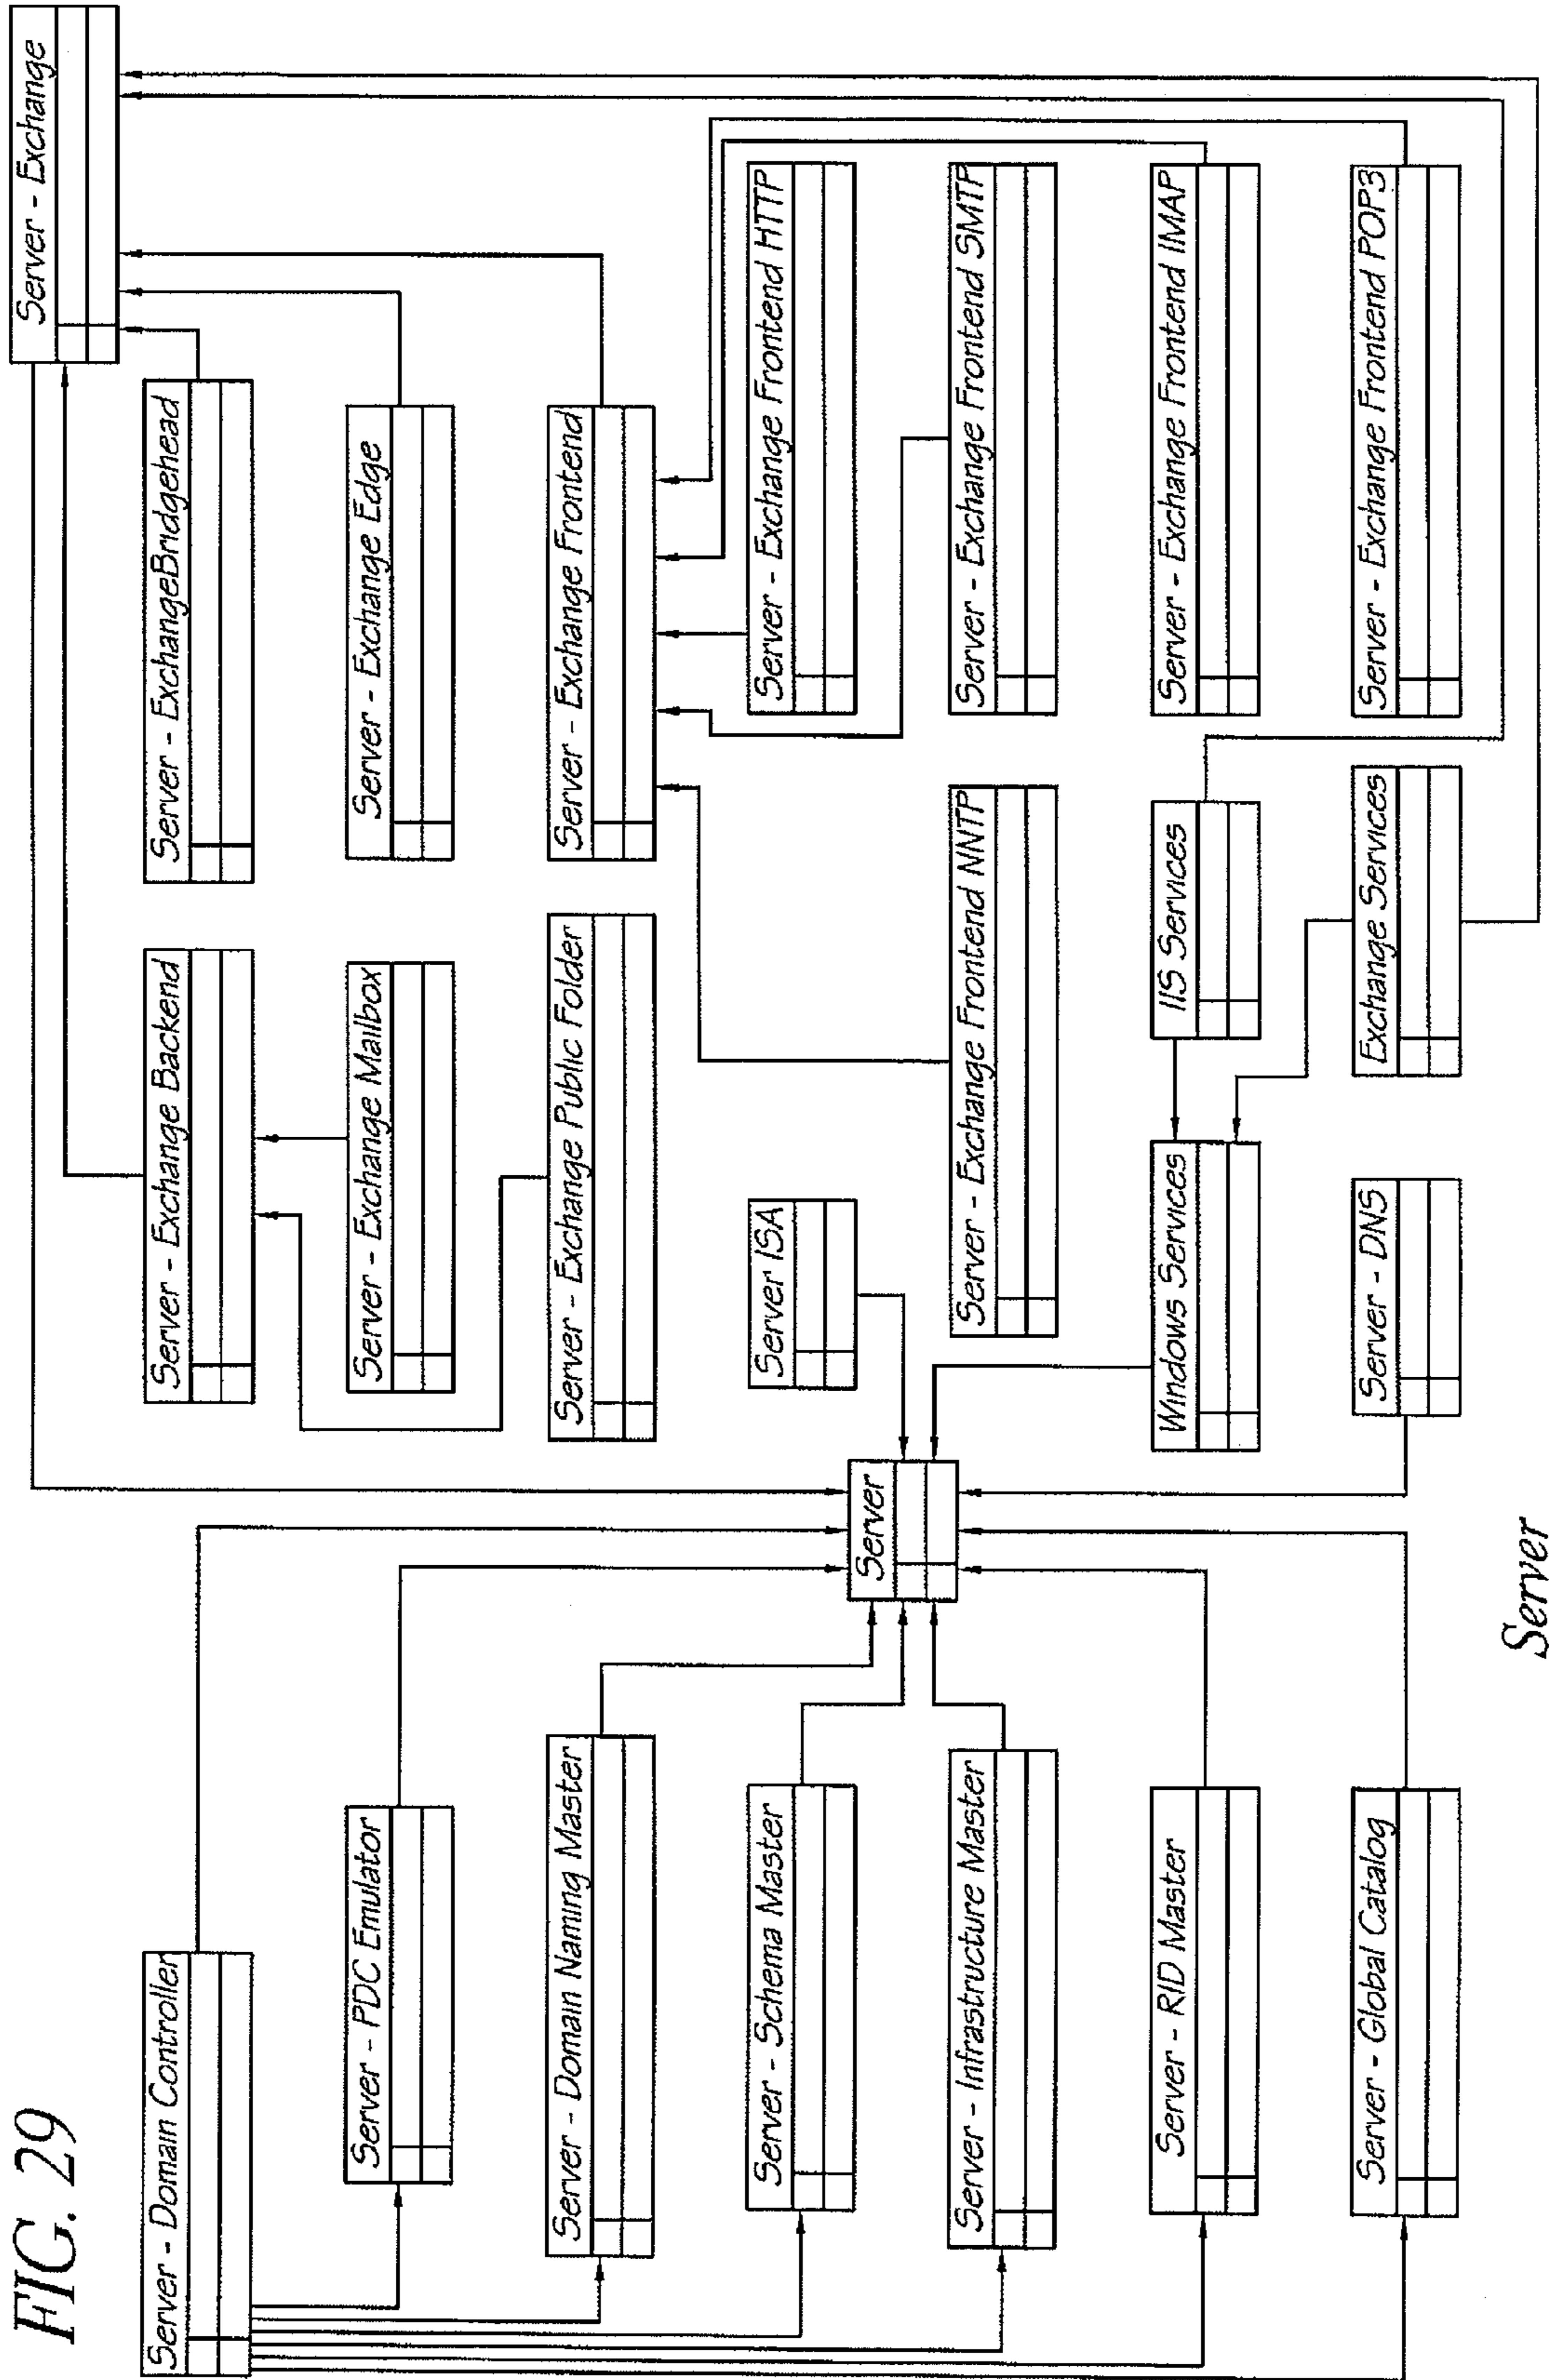 FIG. 29
Server - Domain Controller
Server - PDC Emulator
Server - Domain Naming Master
Server - Schema Master
Server - Infrastructure Master
Server - RID Master
Server - Global Catalog
Server
Server - Exchange Backend
Server - Exchange Mailbox
Server - Exchange Public Folder
Server ISA
Server - Exchange Frontend NNTP
Windows Services
Server - DNS
IIS Services
Exchange Services
Server - Exchange
Server - ExchangeBridgehead
Server - Exchange Edge
Server - Exchange Frontend
Server - Exchange Frontend HTTP
Server - Exchange Frontend SMTP
Server - Exchange Frontend IMAP
Server - Exchange Frontend POP3
Server